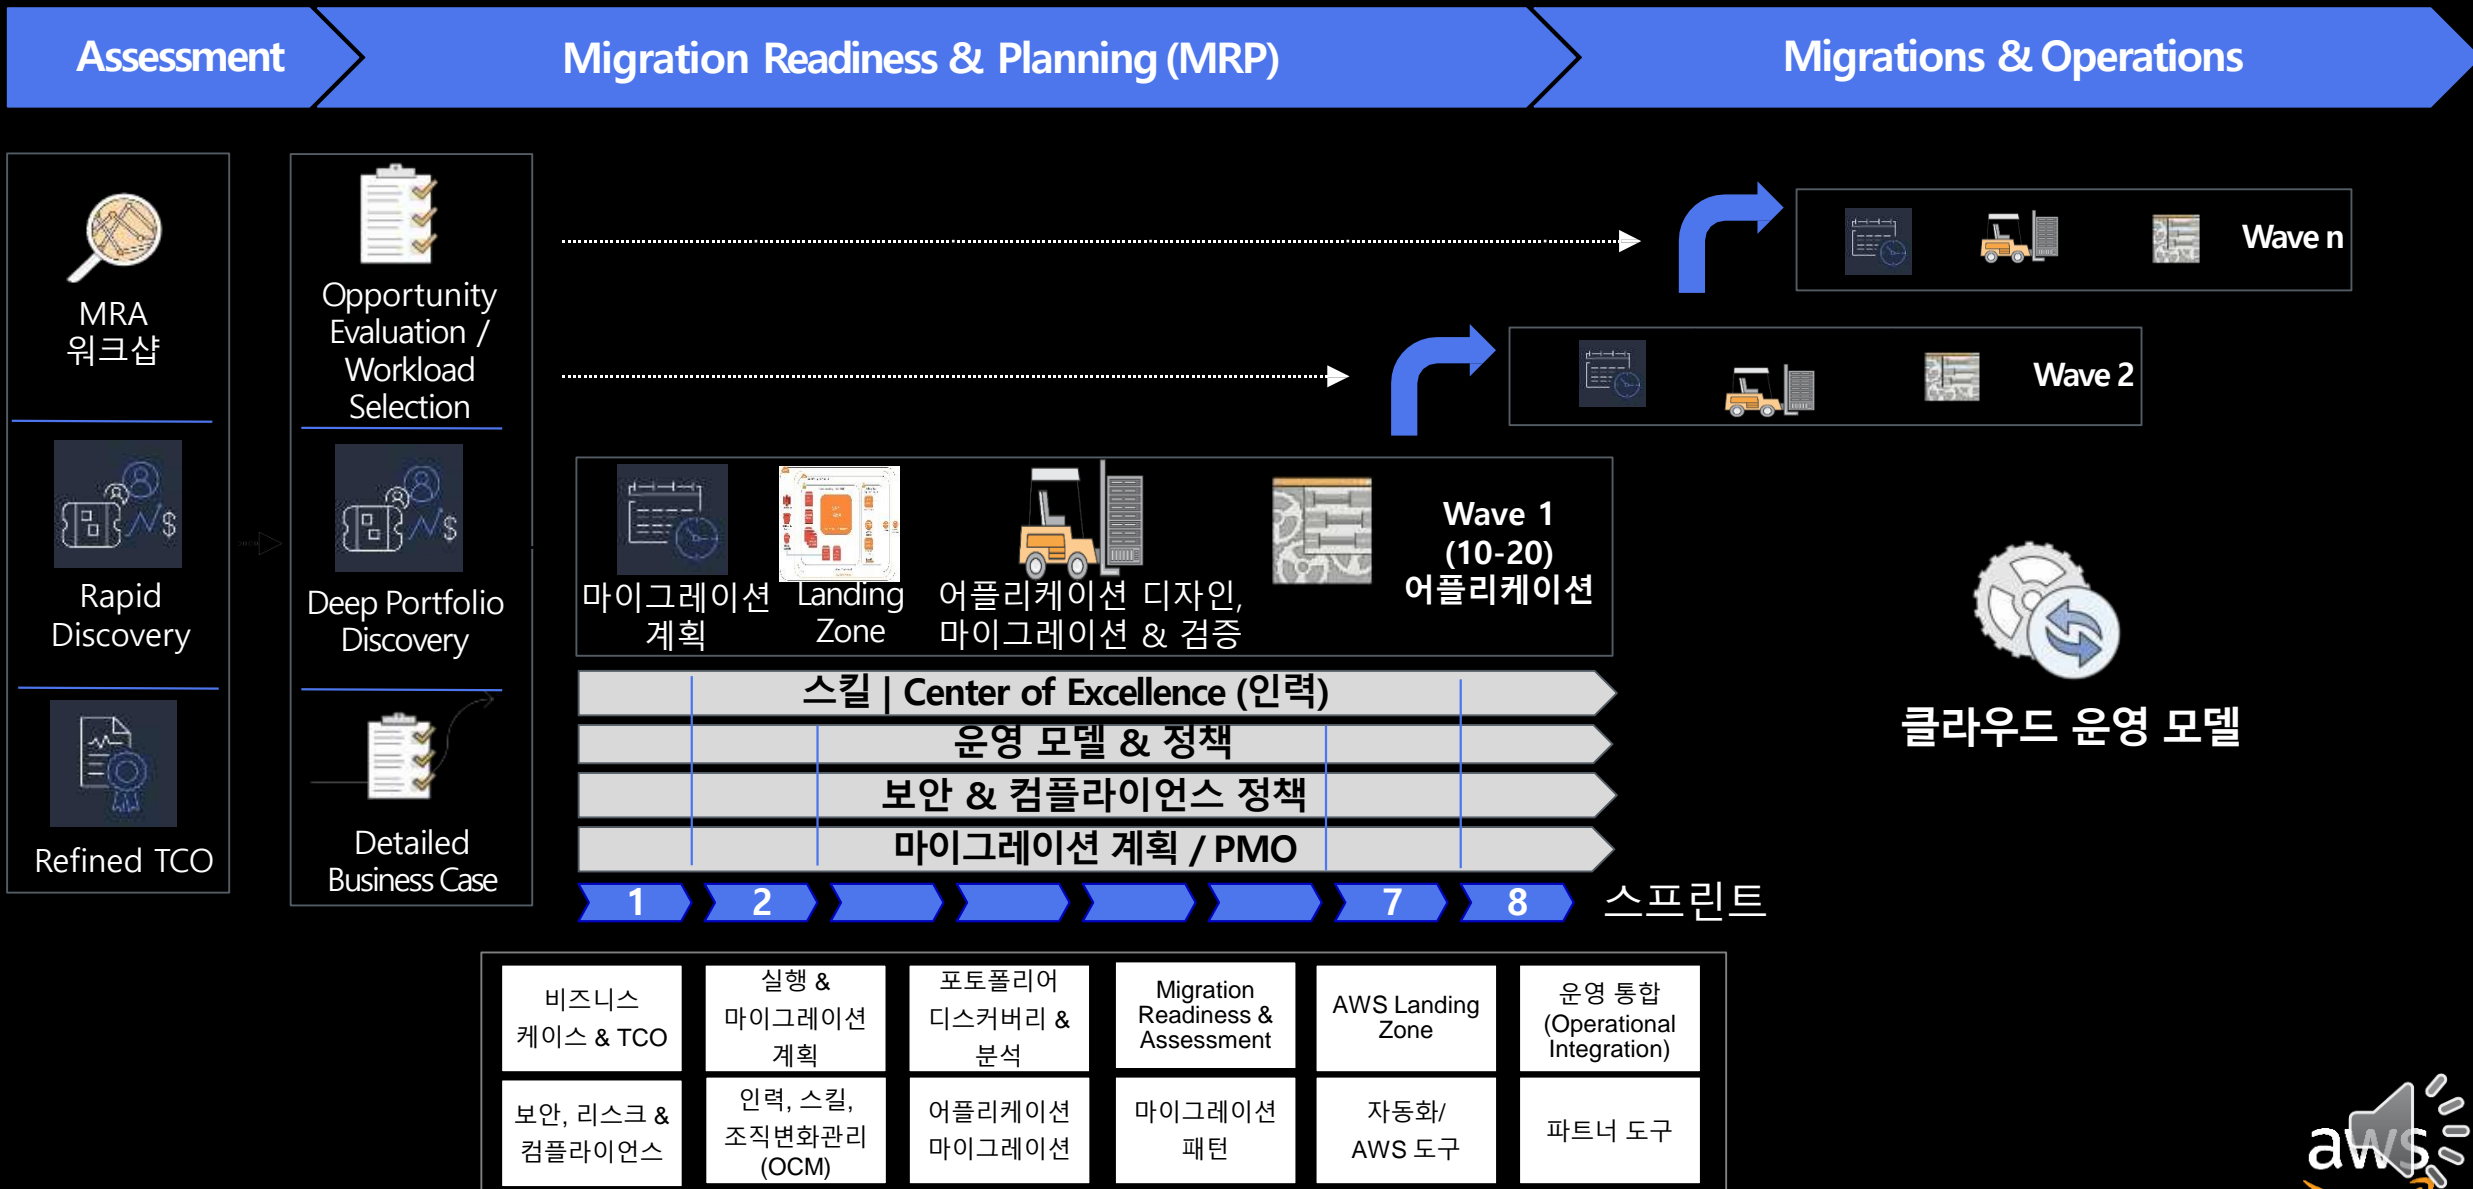 Assessment
Migration Readiness & Planning (MRP)
Migrations & Operations
MRA
워크샵
Rapid
Discovery
Refined TCO
Opportunity
Evaluation /
Workload
Selection
Deep Portfolio
Discovery
Detailed
Business Case
Wave n
Wave 2
마이그레이션
계획
Landing
Zone
어플리케이션 디자인,
마이그레이션 & 검증
Wave 1
(10-20)
어플리케이션
스킬 | Center of Excellence (인력)
운영 모델 & 정책
보안 & 컴플라이언스 정책
마이그레이션 계획 / PMO
1
2
7
8
스프린트
클라우드 운영 모델
비즈니스
케이스 & TCO
실행 &
마이그레이션
계획
포토폴리어
디스커버리 &
분석
Migration
Readiness &
Assessment
AWS Landing
Zone
운영 통합
(Operational
Integration)
보안, 리스크 &
컴플라이언스
인력, 스킬,
조직변화관리
(OCM)
어플리케이션
마이그레이션
마이그레이션
패턴
자동화/
AWS 도구
파트너 도구
aws